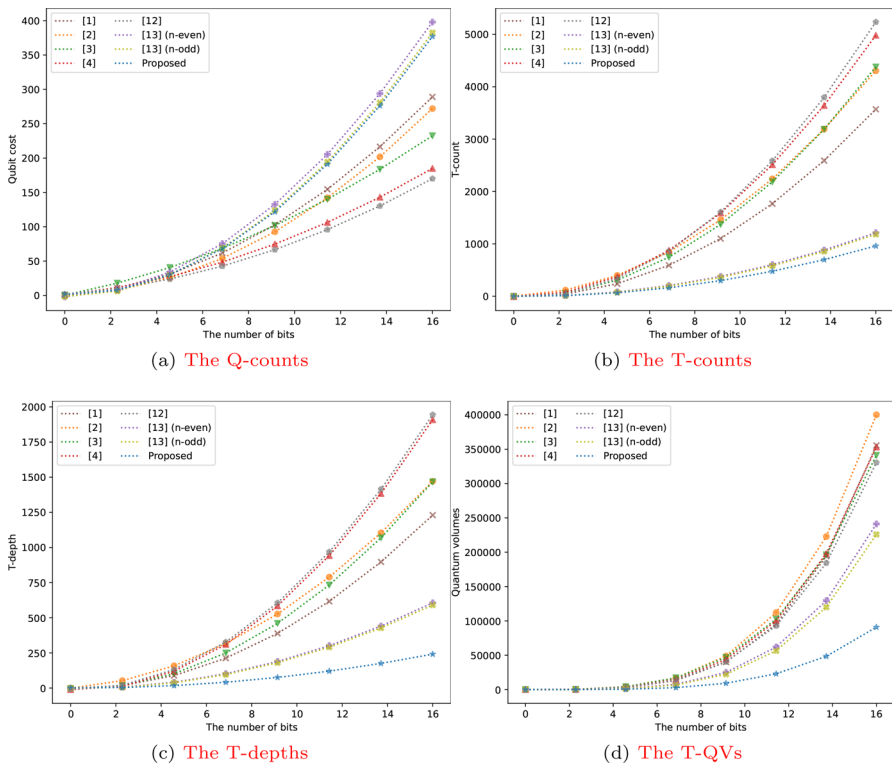 400
350
300
250
200
150
100
50
0
Qubit cost
[1]
[2]
[3]
[4]
[12]
[13] (n-even)
[13] (n-odd)
Proposed
0 2 4 6 8 10 12 14 16
The number of bits
(a) The Q-counts
5000
4000
3000
2000
1000
0
T-count
[1]
[2]
[3]
[4]
[12]
[13] (n-even)
[13] (n-odd)
Proposed
0 2 4 6 8 10 12 14 16
The number of bits
(b) The T-counts
2000
1750
1500
1250
1000
750
500
250
0
T-depth
[1]
[2]
[3]
[4]
[12]
[13] (n-even)
[13] (n-odd)
Proposed
0 2 4 6 8 10 12 14 16
The number of bits
(c) The T-depths
400000
350000
300000
250000
200000
150000
100000
50000
0
Quantum volumes
[1]
[2]
[3]
[4]
[12]
[13] (n-even)
[13] (n-odd)
Proposed
0 2 4 6 8 10 12 14 16
The number of bits
(d) The T-QVs